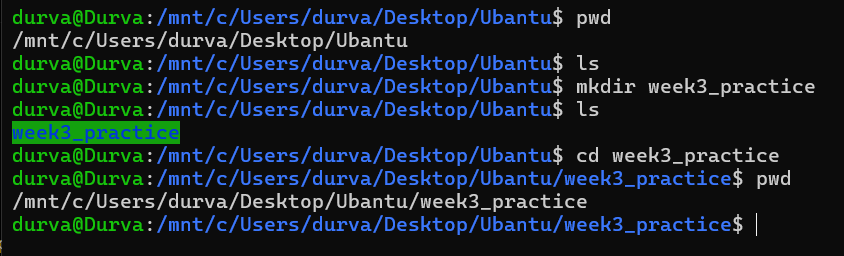 durva@Durva:/mnt/c/Users/durva/Desktop/Ubantu$ pwd
/mnt/c/Users/durva/Desktop/Ubantu
durva@Durva:/mnt/c/Users/durva/Desktop/Ubantu$ ls
durva@Durva:/mnt/c/Users/durva/Desktop/Ubantu$ mkdir week3_practice
durva@Durva:/mnt/c/Users/durva/Desktop/Ubantu$ ls
week3_practice
durva@Durva:/mnt/c/Users/durva/Desktop/Ubantu$ cd week3_practice
durva@Durva:/mnt/c/Users/durva/Desktop/Ubantu/week3_practice$ pwd
/mnt/c/Users/durva/Desktop/Ubantu/week3_practice
durva@Durva:/mnt/c/Users/durva/Desktop/Ubantu/week3_practice$